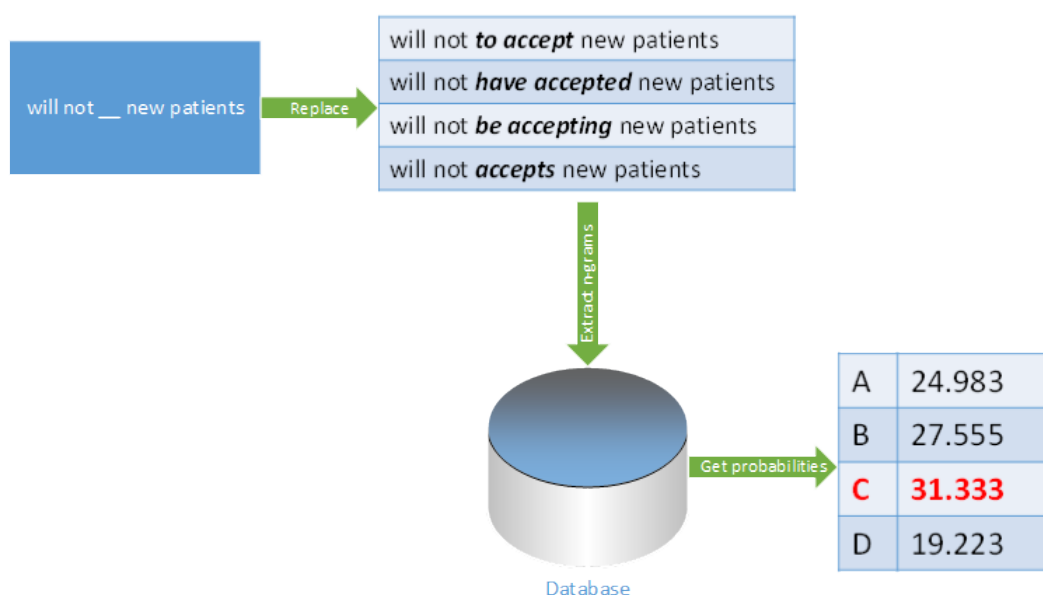 will not __ new patients
Replace
will not to accept new patients
will not have accepted new patients
will not be accepting new patients
will not accepts new patients
Extract n-grams
Database
Get probabilities
A 24.983
B 27.555
C 31.333
D 19.223